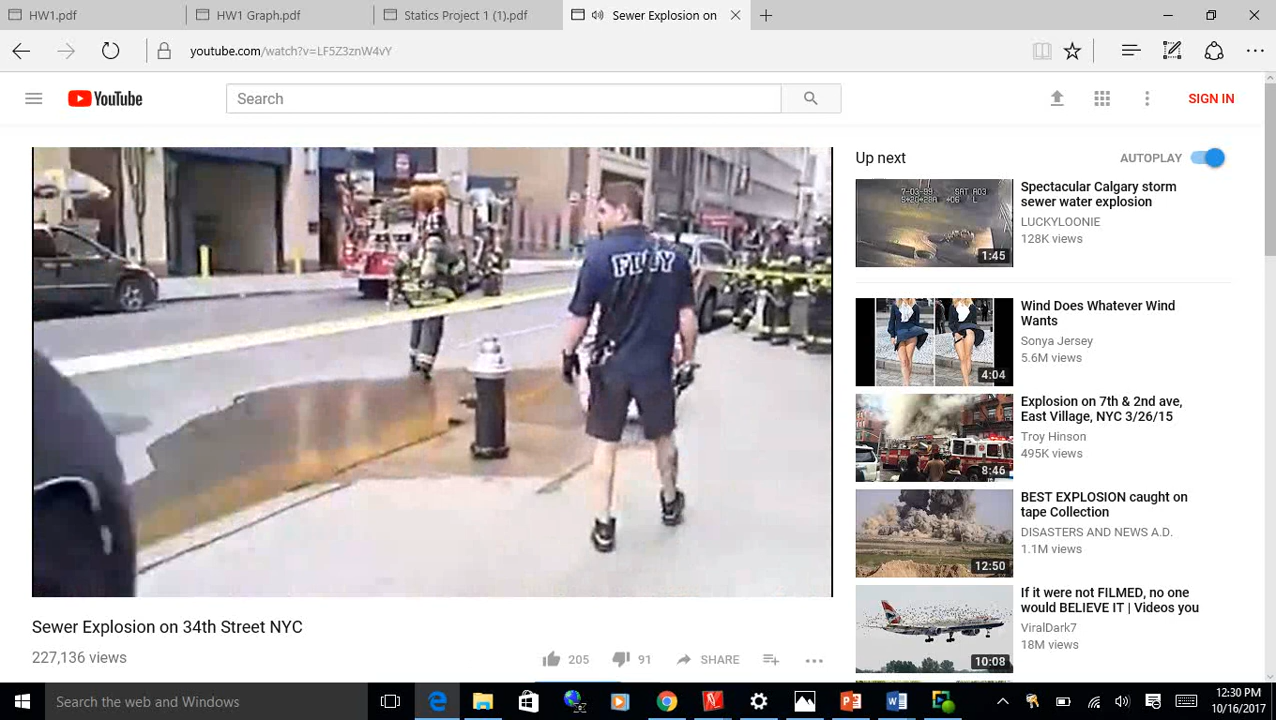 HW1.pdf
HW1 Graph.pdf
Statics Project 1 (1).pdf
Sewer Explosion on
youtube.com/watch?v=LF5Z3znW4vY
YouTube
Search
SIGN IN
FDNY
Sewer Explosion on 34th Street NYC
227,136 views
205
91
SHARE
Up next
AUTOPLAY
7-03-99 SAT A03
1:45
Spectacular Calgary storm
sewer water explosion
LUCKYLOONIE
128K views
4:04
Wind Does Whatever Wind
Wants
Sonya Jersey
5.6M views
8:46
Explosion on 7th & 2nd ave,
East Village, NYC 3/26/15
Troy Hinson
495K views
12:50
BEST EXPLOSION caught on
tape Collection
DISASTERS AND NEWS A.D.
1.1M views
10:08
If it were not FILMED, no one
would BELIEVE IT | Videos you
ViralDark7
18M views
Search the web and Windows
12:30 PM
10/16/2017